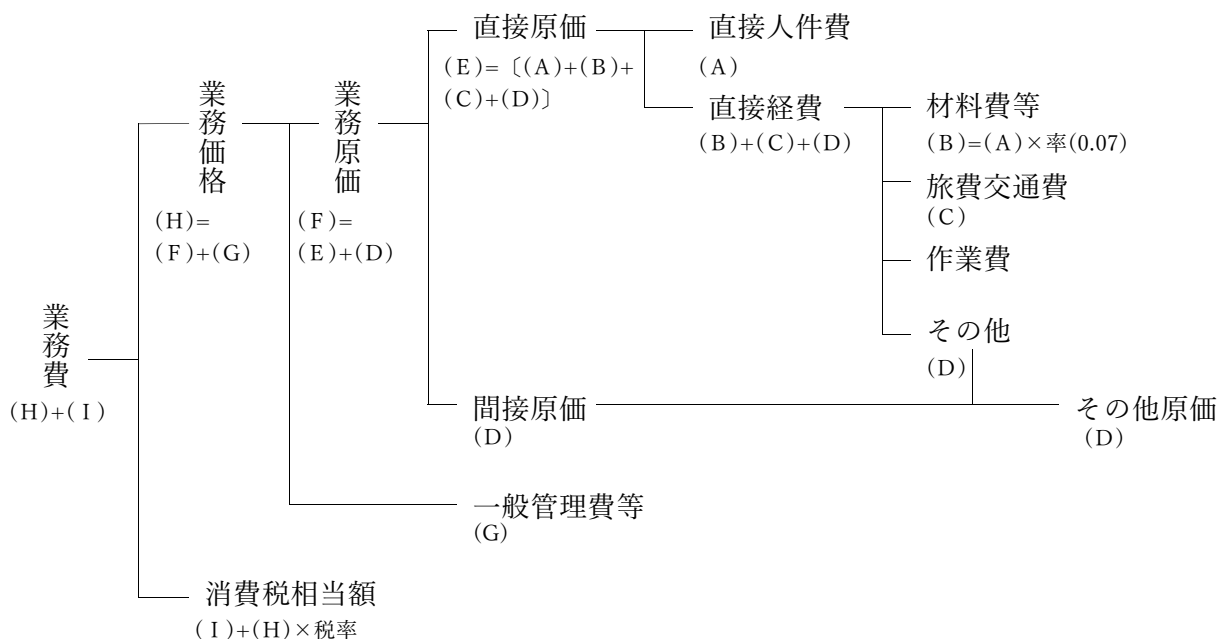 業務費
(H)+(I)
業務価格
(H)=
(F)+(G)
業務原価
(F)=
(E)+(D)
直接原価
(E)=〔(A)+(B)+
(C)+(D)〕
直接人件費
(A)
直接経費
(B)+(C)+(D)
材料費等
(B)=(A)×率(0.07)
旅費交通費
(C)
作業費
その他
(D)
間接原価
(D)
その他原価
(D)
一般管理費等
(G)
消費税相当額
(I)+(H)×税率